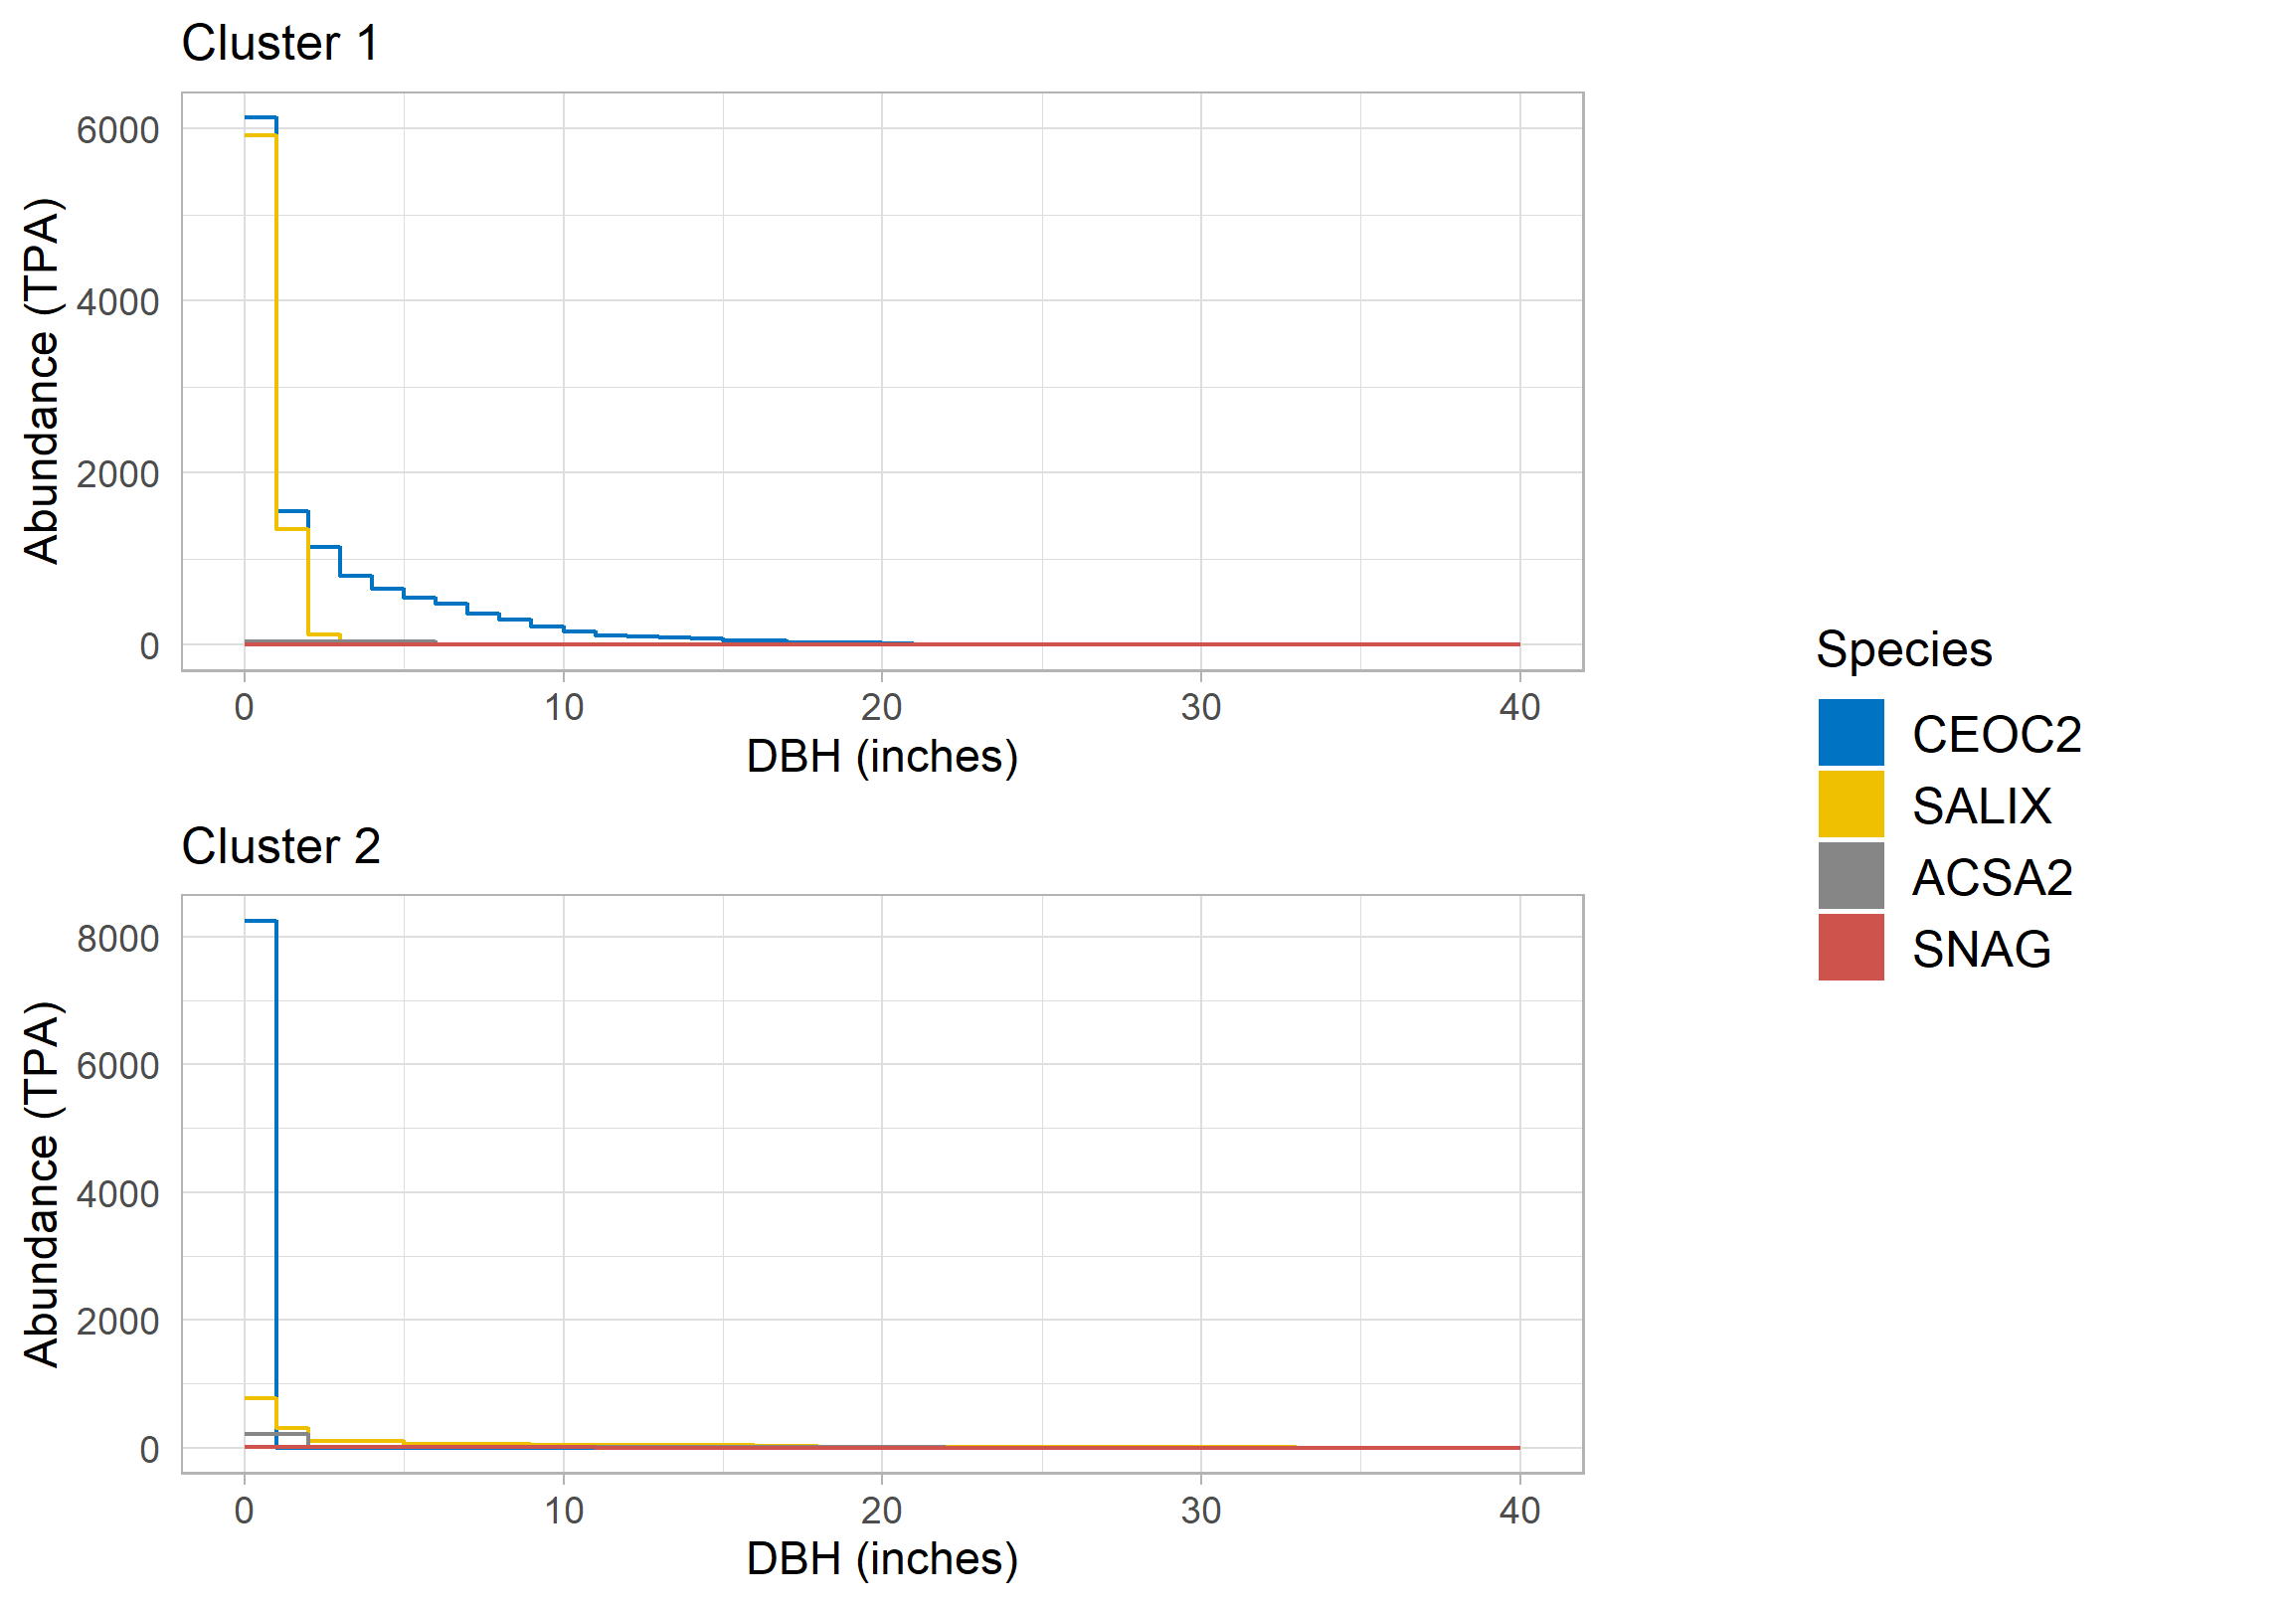 Cluster 1
Abundance (TPA)
6000
4000
2000
0
0 10 20 30 40
DBH (inches)
Cluster 2
Abundance (TPA)
8000
6000
4000
2000
0
0 10 20 30 40
DBH (inches)
Species
CEOC2
SALIX
ACSA2
SNAG